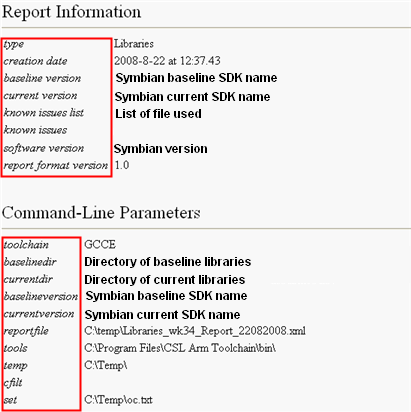 Report Information
type Libraries
creation date 2008-8-22 at 12:37.43
baseline version Symbian baseline SDK name
current version Symbian current SDK name
known issues list List of file used
known issues
software version Symbian version
report format version 1.0
Command-Line Parameters
toolchain GCCE
baselinedir Directory of baseline libraries
currentdir Directory of current libraries
baselineversion Symbian baseline SDK name
currentversion Symbian current SDK name
reportfile C:\temp\Libraries_wk34_Report_22082008.xml
tools C:\Program Files\CSL Arm Toolchain\bin\
temp C:\Temp\
cfilt
set C:\Temp\oc.txt